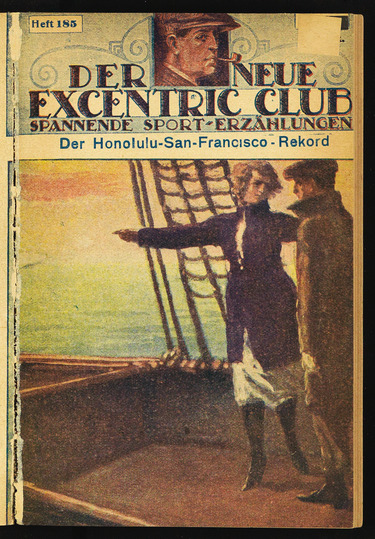 Heft 185
DER NEUE
EXCENTRIC CLUB
SPANNENDE SPORT-ERZÄHLUNGEN
Der Honolulu-San-Francisco-Rekord